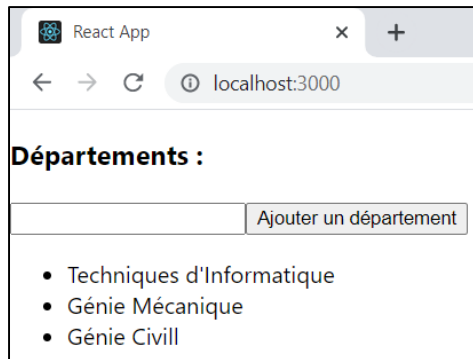 React App
localhost:3000
Départements :
Ajouter un département
Techniques d'Informatique
Génie Mécanique
Génie Civill